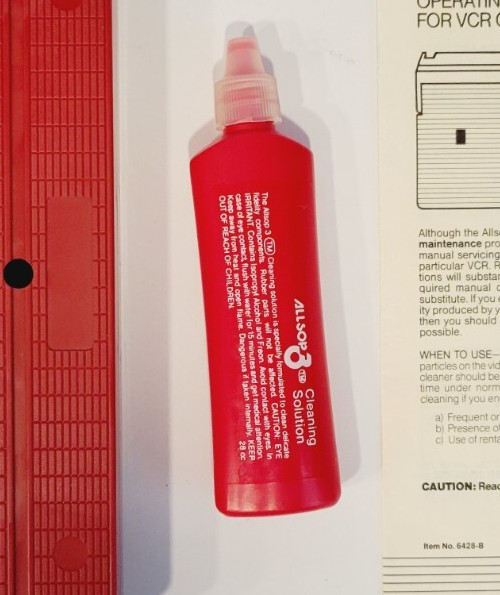 ALLSOP 3 TM Cleaning
Solution
The Allsop 3 TM Cleaning solution is specially formulated to clean delicate
fidelity components. Rubber parts will not be affected. CAUTION: EYE
IRRITANT. Contains Isopropyl Alcohol and Freon. Avoid contact with eyes. In
case of eye contact, flush with water for 15 minutes and get medical attention.
Keep away from heat and open flame. Dangerous if taken internally. KEEP
OUT OF REACH OF CHILDREN.
.28 oz
OPERATIN
FOR VCR C
Although the Alls
maintenance pro
manual servicing
particular VCR. R
tions will substan
quired manual c
substitute. If you
ity produced by y
then you should
possible.
WHEN TO USE—
particles on the vid
cleaner should be
time under norm
cleaning if you en
a) Frequent or
b) Presence of
c) Use of renta
CAUTION: Read
Item No. 6428-B